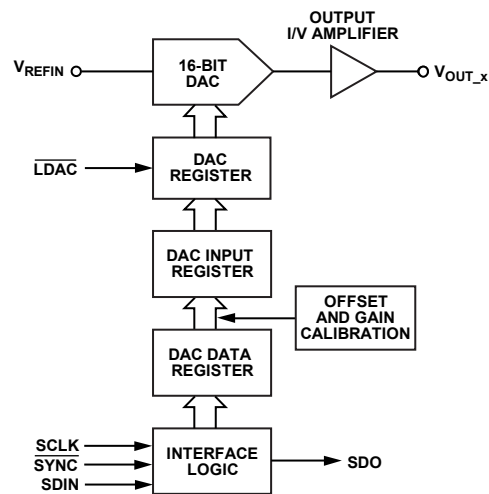 OUTPUT
I/V AMPLIFIER
VREFIN
16-BIT
DAC
VOUT_x
LDAC
DAC
REGISTER
DAC INPUT
REGISTER
OFFSET
AND GAIN
CALIBRATION
DAC DATA
REGISTER
SCLK
SYNC
SDIN
INTERFACE
LOGIC
SDO